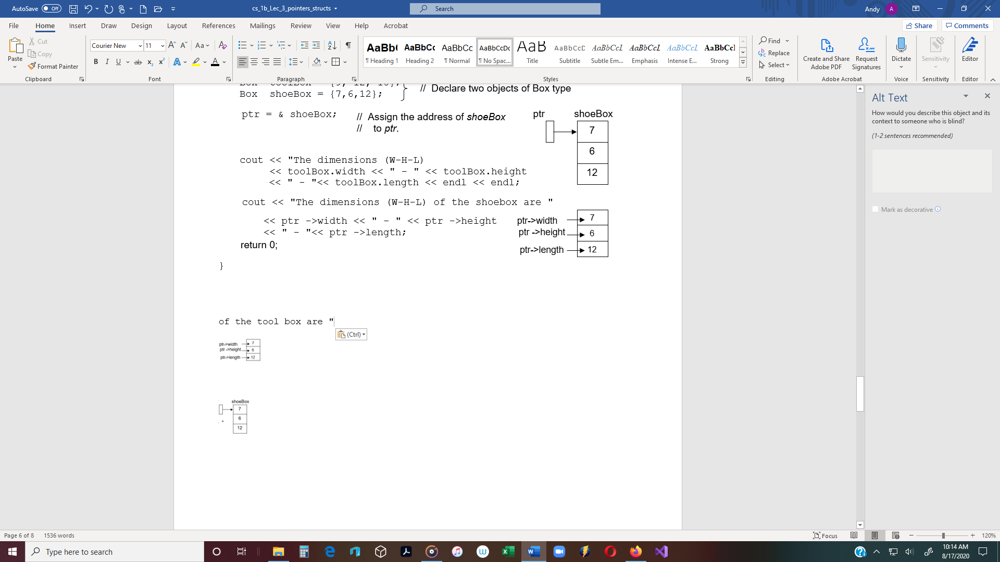 AutoSave Off
cs_1b_Lec_3_pointers_structs
Search
Andy A
File Home Insert Draw Design Layout References Mailings Review View Help Acrobat
Share Comments
Paste
Cut
Copy
Format Painter
Clipboard
Courier New 11
Aa
B I U ab x2 x2 A A
Font
Paragraph
AaBb( AaBbCc AaBbCc AaBbCcDc AaB AaBbCcD AaBbCcL AaBbCcL AaBbCcL AaBbCcl
¶ Heading 1 Heading 2 ¶ Normal ¶ No Spac... Title Subtitle Subtle Em... Emphasis Intense E... Strong
Styles
Find
Replace
Select
Editing
Create and Share Adobe PDF
Request Signatures
Adobe Acrobat
Dictate
Voice
Sensitivity
Sensitivity
Editor
Editor
// Declare two objects of Box type
Box shoeBox = {7,6,12};
ptr = & shoeBox;
// Assign the address of shoeBox
// to ptr.
ptr shoeBox
7
6
12
cout << "The dimensions (W-H-L)
<< toolBox.width << " - " << toolBox.height
<< " - "<< toolBox.length << endl << endl;
cout << "The dimensions (W-H-L) of the shoebox are "
<< ptr ->width << " - " << ptr ->height
<< " - "<< ptr ->length;
return 0;
}
ptr->width 7
ptr ->height 6
ptr->length 12
of the tool box are "
(Ctrl)
ptr->width 7
ptr ->height 6
ptr->length 12
shoeBox
7
6
12
Alt Text
How would you describe this object and its
context to someone who is blind?
(1-2 sentences recommended)
Mark as decorative
Page 6 of 8 1536 words
Focus
120%
Type here to search
10:14 AM
8/17/2020